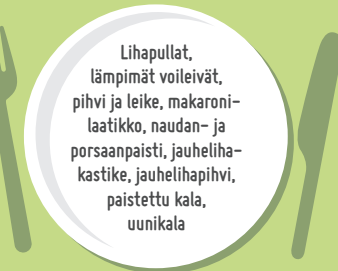 Lihapullat,
lämpimät voileivät,
pihvi ja leike, makaroni-
laatikko, naudan- ja
porsaanpaisti, jauheliha-
kastike, jauhelihapihvi,
paistettu kala,
uunikala